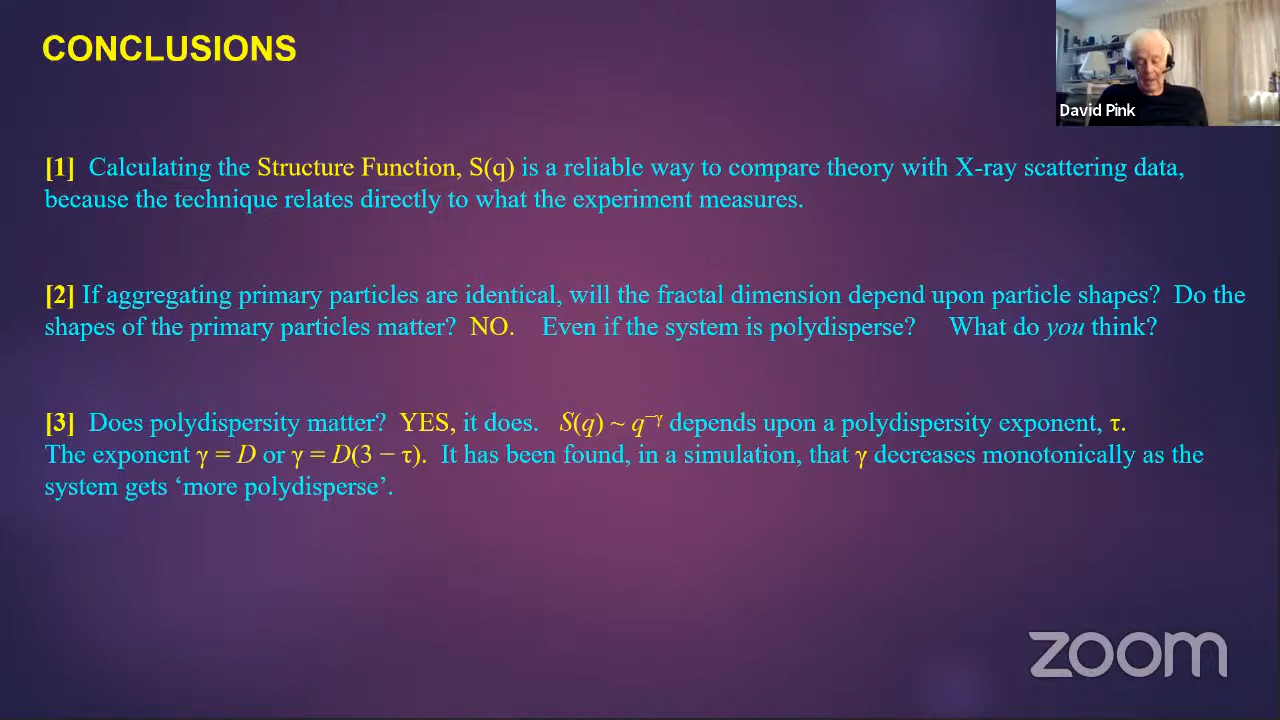 CONCLUSIONS
David Pink
[1] Calculating the Structure Function, S(q) is a reliable way to compare theory with X-ray scattering data,
because the technique relates directly to what the experiment measures.
[2] If aggregating primary particles are identical, will the fractal dimension depend upon particle shapes? Do the
shapes of the primary particles matter? NO. Even if the system is polydisperse? What do you think?
[3] Does polydispersity matter? YES, it does. S(q) ~ q⁻ᵞ depends upon a polydispersity exponent, τ.
The exponent γ = D or γ = D(3 − τ). It has been found, in a simulation, that γ decreases monotonically as the
system gets ‘more polydisperse’.
zoom